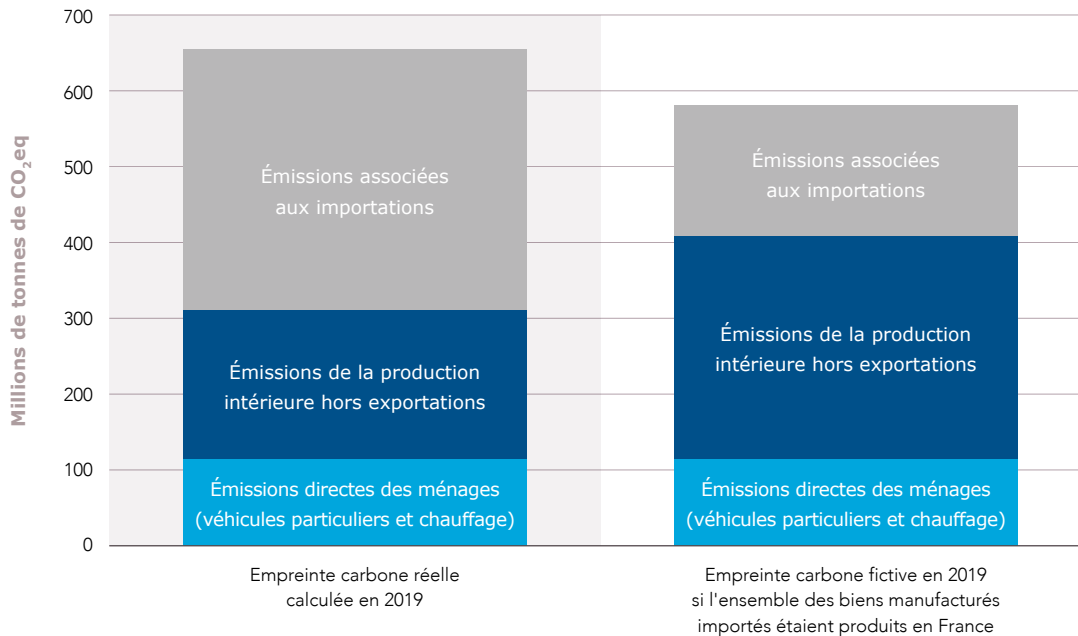 Millions de tonnes de CO₂eq
700
600
500
400
300
200
100
0
Émissions associées
aux importations
Émissions de la production
intérieure hors exportations
Émissions directes des ménages
(véhicules particuliers et chauffage)
Émissions associées
aux importations
Émissions de la production
intérieure hors exportations
Émissions directes des ménages
(véhicules particuliers et chauffage)
Empreinte carbone réelle
calculée en 2019
Empreinte carbone fictive en 2019
si l'ensemble des biens manufacturés
importés étaient produits en France